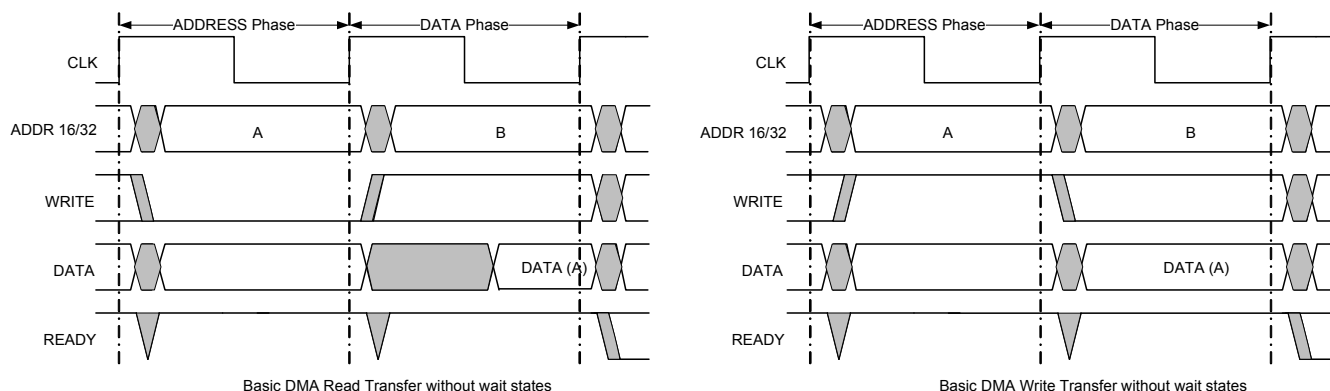 ADDRESS Phase DATA Phase
CLK
ADDR 16/32 A B
WRITE
DATA DATA (A)
READY
Basic DMA Read Transfer without wait states
ADDRESS Phase DATA Phase
CLK
ADDR 16/32 A B
WRITE
DATA DATA (A)
READY
Basic DMA Write Transfer without wait states